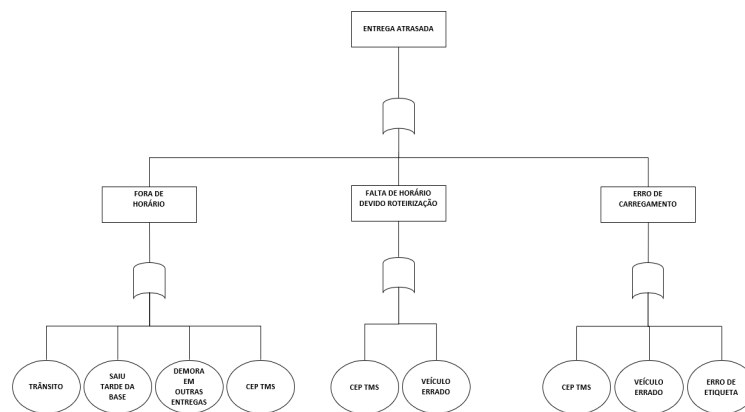 ENTREGA ATRASADA
FORA DE
HORÁRIO
FALTA DE HORÁRIO
DEVIDO ROTEIRIZAÇÃO
ERRO DE
CARREGAMENTO
TRÂNSITO
SAIU
TARDE DA
BASE
DEMORA
EM
OUTRAS
ENTREGAS
CEP TMS
CEP TMS
VEÍCULO
ERRADO
CEP TMS
VEÍCULO
ERRADO
ERRO DE
ETIQUETA